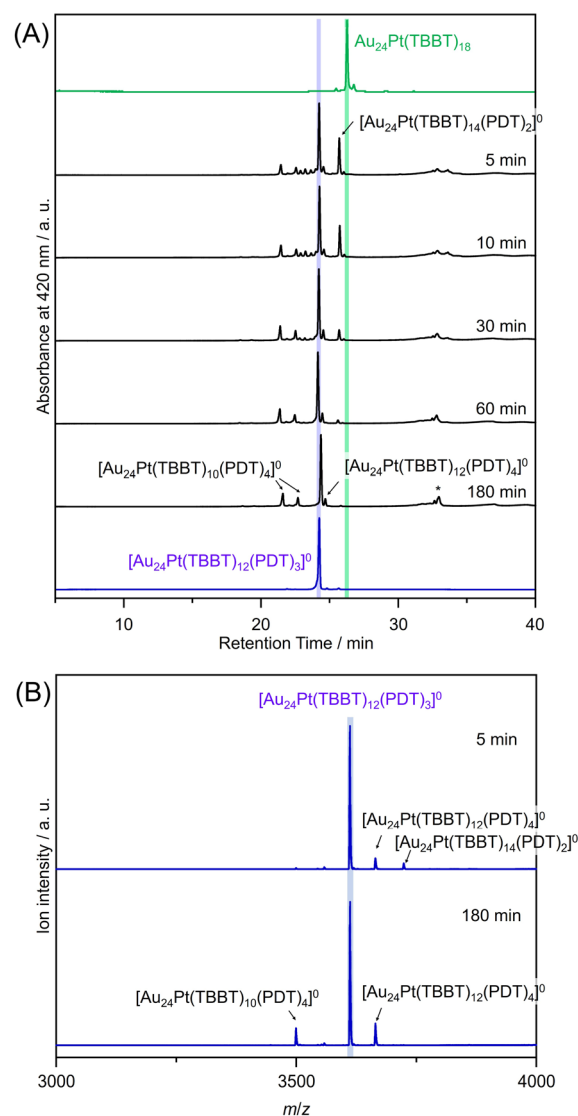 (A)
Au₂₄Pt(TBBT)₁₈
[Au₂₄Pt(TBBT)₁₄(PDT)₂]⁰
5 min
10 min
30 min
60 min
[Au₂₄Pt(TBBT)₁₀(PDT)₄]⁰
[Au₂₄Pt(TBBT)₁₂(PDT)₄]⁰
*
180 min
[Au₂₄Pt(TBBT)₁₂(PDT)₃]⁰
Absorbance at 420 nm / a. u.
10 20 30 40
Retention Time / min
(B)
[Au₂₄Pt(TBBT)₁₂(PDT)₃]⁰
5 min
[Au₂₄Pt(TBBT)₁₂(PDT)₄]⁰
[Au₂₄Pt(TBBT)₁₄(PDT)₂]⁰
180 min
[Au₂₄Pt(TBBT)₁₀(PDT)₄]⁰
[Au₂₄Pt(TBBT)₁₂(PDT)₄]⁰
Ion intensity / a. u.
3000 3500 4000
m/z